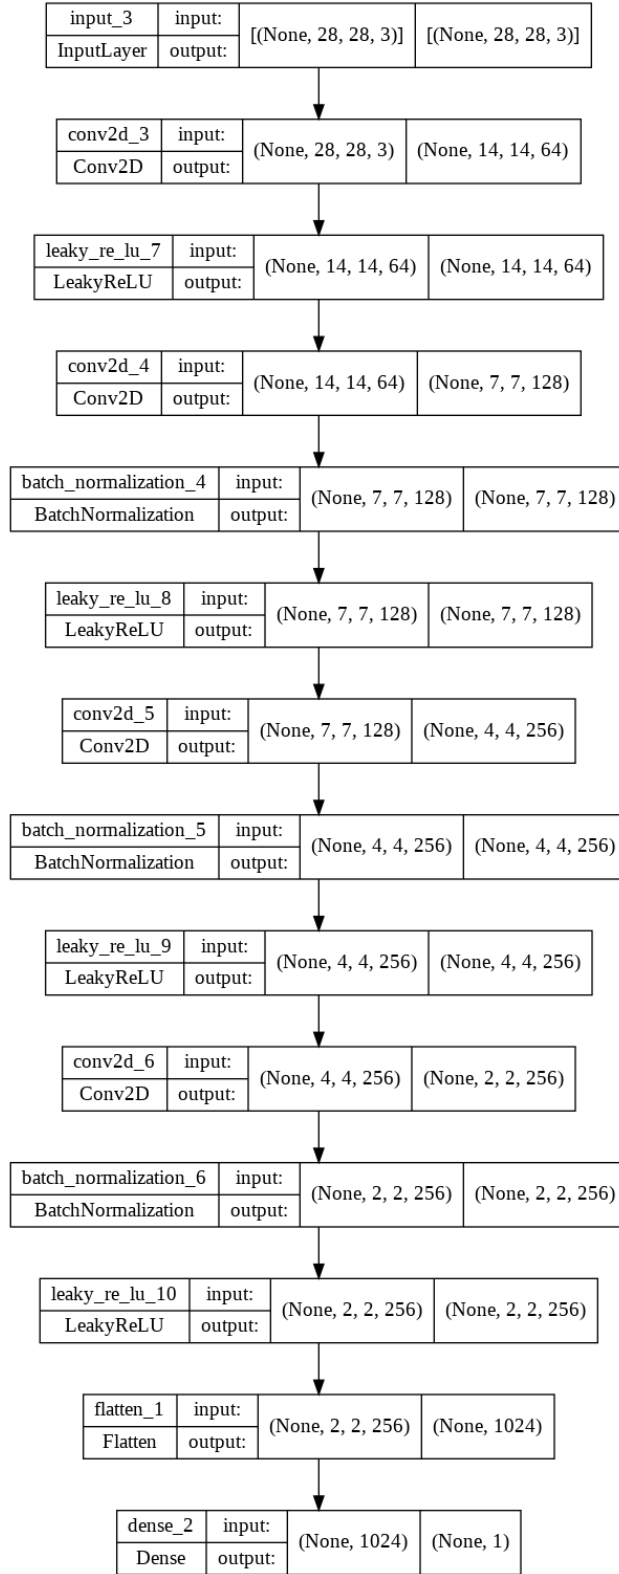 input_3 input: [(None, 28, 28, 3)] [(None, 28, 28, 3)]
InputLayer output:
conv2d_3 input: (None, 28, 28, 3) (None, 14, 14, 64)
Conv2D output:
leaky_re_lu_7 input: (None, 14, 14, 64) (None, 14, 14, 64)
LeakyReLU output:
conv2d_4 input: (None, 14, 14, 64) (None, 7, 7, 128)
Conv2D output:
batch_normalization_4 input: (None, 7, 7, 128) (None, 7, 7, 128)
BatchNormalization output:
leaky_re_lu_8 input: (None, 7, 7, 128) (None, 7, 7, 128)
LeakyReLU output:
conv2d_5 input: (None, 7, 7, 128) (None, 4, 4, 256)
Conv2D output:
batch_normalization_5 input: (None, 4, 4, 256) (None, 4, 4, 256)
BatchNormalization output:
leaky_re_lu_9 input: (None, 4, 4, 256) (None, 4, 4, 256)
LeakyReLU output:
conv2d_6 input: (None, 4, 4, 256) (None, 2, 2, 256)
Conv2D output:
batch_normalization_6 input: (None, 2, 2, 256) (None, 2, 2, 256)
BatchNormalization output:
leaky_re_lu_10 input: (None, 2, 2, 256) (None, 2, 2, 256)
LeakyReLU output:
flatten_1 input: (None, 2, 2, 256) (None, 1024)
Flatten output:
dense_2 input: (None, 1024) (None, 1)
Dense output: